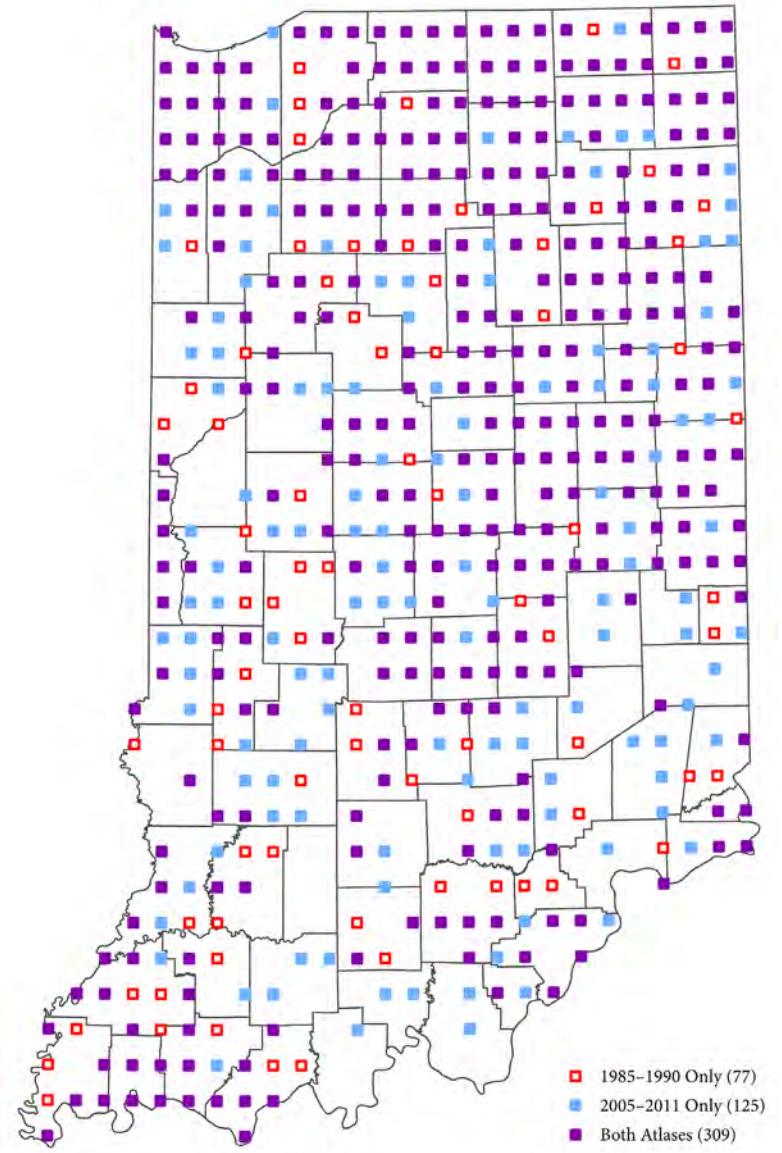 1985–1990 Only (77)
2005–2011 Only (125)
Both Atlases (309)